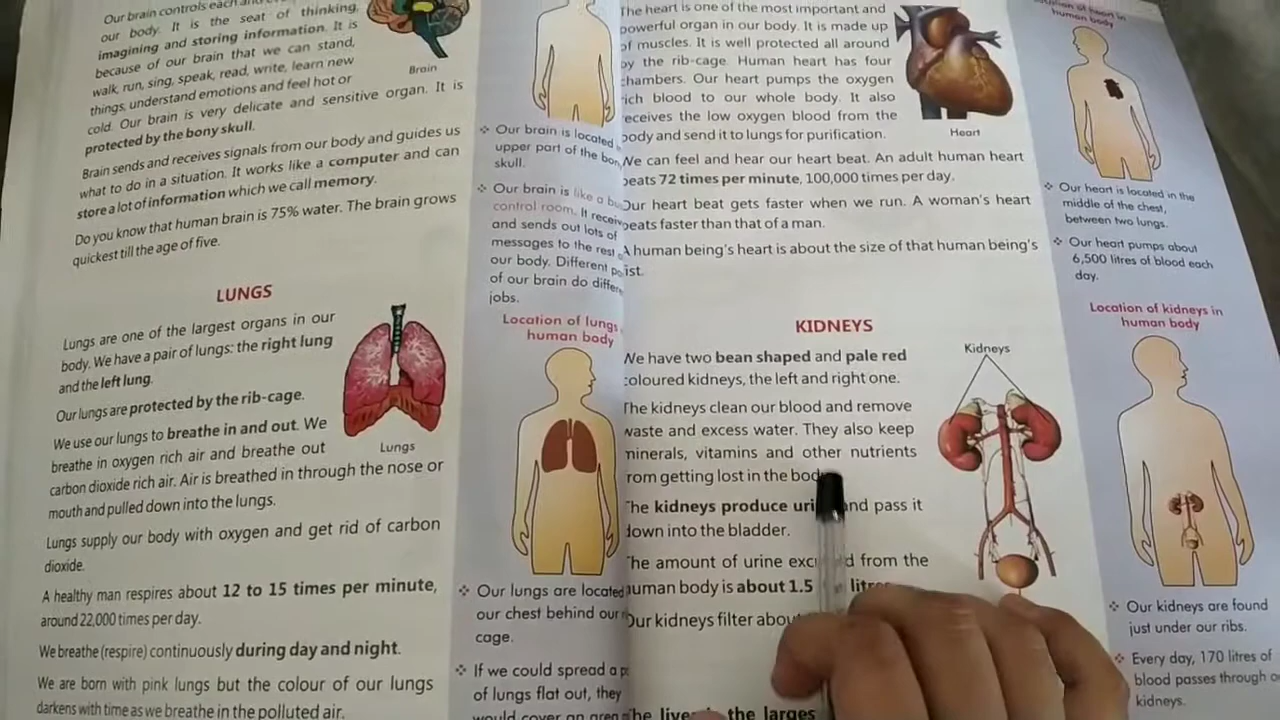 Our brain controls each
our body. It is the seat of thinking,
imagining and storing information. It is
because of our brain that we can stand,
walk, run, sing, speak, read, write, learn new
things, understand emotions and feel hot or
cold. Our brain is very delicate and sensitive organ. It is
protected by the bony skull.
Brain
Brain sends and receives signals from our body and guides us
what to do in a situation. It works like a computer and can
store a lot of information which we call memory.
Do you know that human brain is 75% water. The brain grows
quickest till the age of five.
LUNGS
Lungs are one of the largest organs in our
body. We have a pair of lungs: the right lung
and the left lung.
Our lungs are protected by the rib-cage.
We use our lungs to breathe in and out. We
breathe in oxygen rich air and breathe out
carbon dioxide rich air. Air is breathed in through the nose or
mouth and pulled down into the lungs.
Lungs
Lungs supply our body with oxygen and get rid of carbon
dioxide.
A healthy man respires about 12 to 15 times per minute,
around 22,000 times per day.
We breathe (respire) continuously during day and night.
We are born with pink lungs but the colour of our lungs
darkens with time as we breathe in the polluted air.
❖ Our brain is located
upper part of the
skull.
❖ Our brain is like a
control room. It
and sends out lots of
messages to the rest
our body. Different
of our brain do
jobs.
Location of lungs
human body
❖ Our lungs are located
our chest behind our
cage.
❖ If we could spread a
of lungs flat out, they
would cover an
The heart is one of the most important and
powerful organ in our body. It is made up
of muscles. It is well protected all around
by the rib-cage. Human heart has four
chambers. Our heart pumps the oxygen
rich blood to our whole body. It also
receives the low oxygen blood from the
body and send it to lungs for purification.
Heart
We can feel and hear our heart beat. An adult human heart
beats 72 times per minute, 100,000 times per day.
Our heart beat gets faster when we run. A woman's heart
beats faster than that of a man.
A human being's heart is about the size of that human being's
ist.
KIDNEYS
We have two bean shaped and pale red
coloured kidneys, the left and right one.
The kidneys clean our blood and remove
waste and excess water. They also keep
minerals, vitamins and other nutrients
rom getting lost in the
Kidneys
The kidneys produce and pass it
down into the bladder.
The amount of urine from the
human body is about 1.5
Our kidneys filter
The the larges
location of heart in
human body
❖ Our heart is located in the
middle of the chest,
between two lungs.
❖ Our heart pumps about
6,500 litres of blood each
day.
Location of kidneys in
human body
❖ Our kidneys are found
just under our ribs.
❖ Every day, 170 litres of
blood passes through
kidneys.